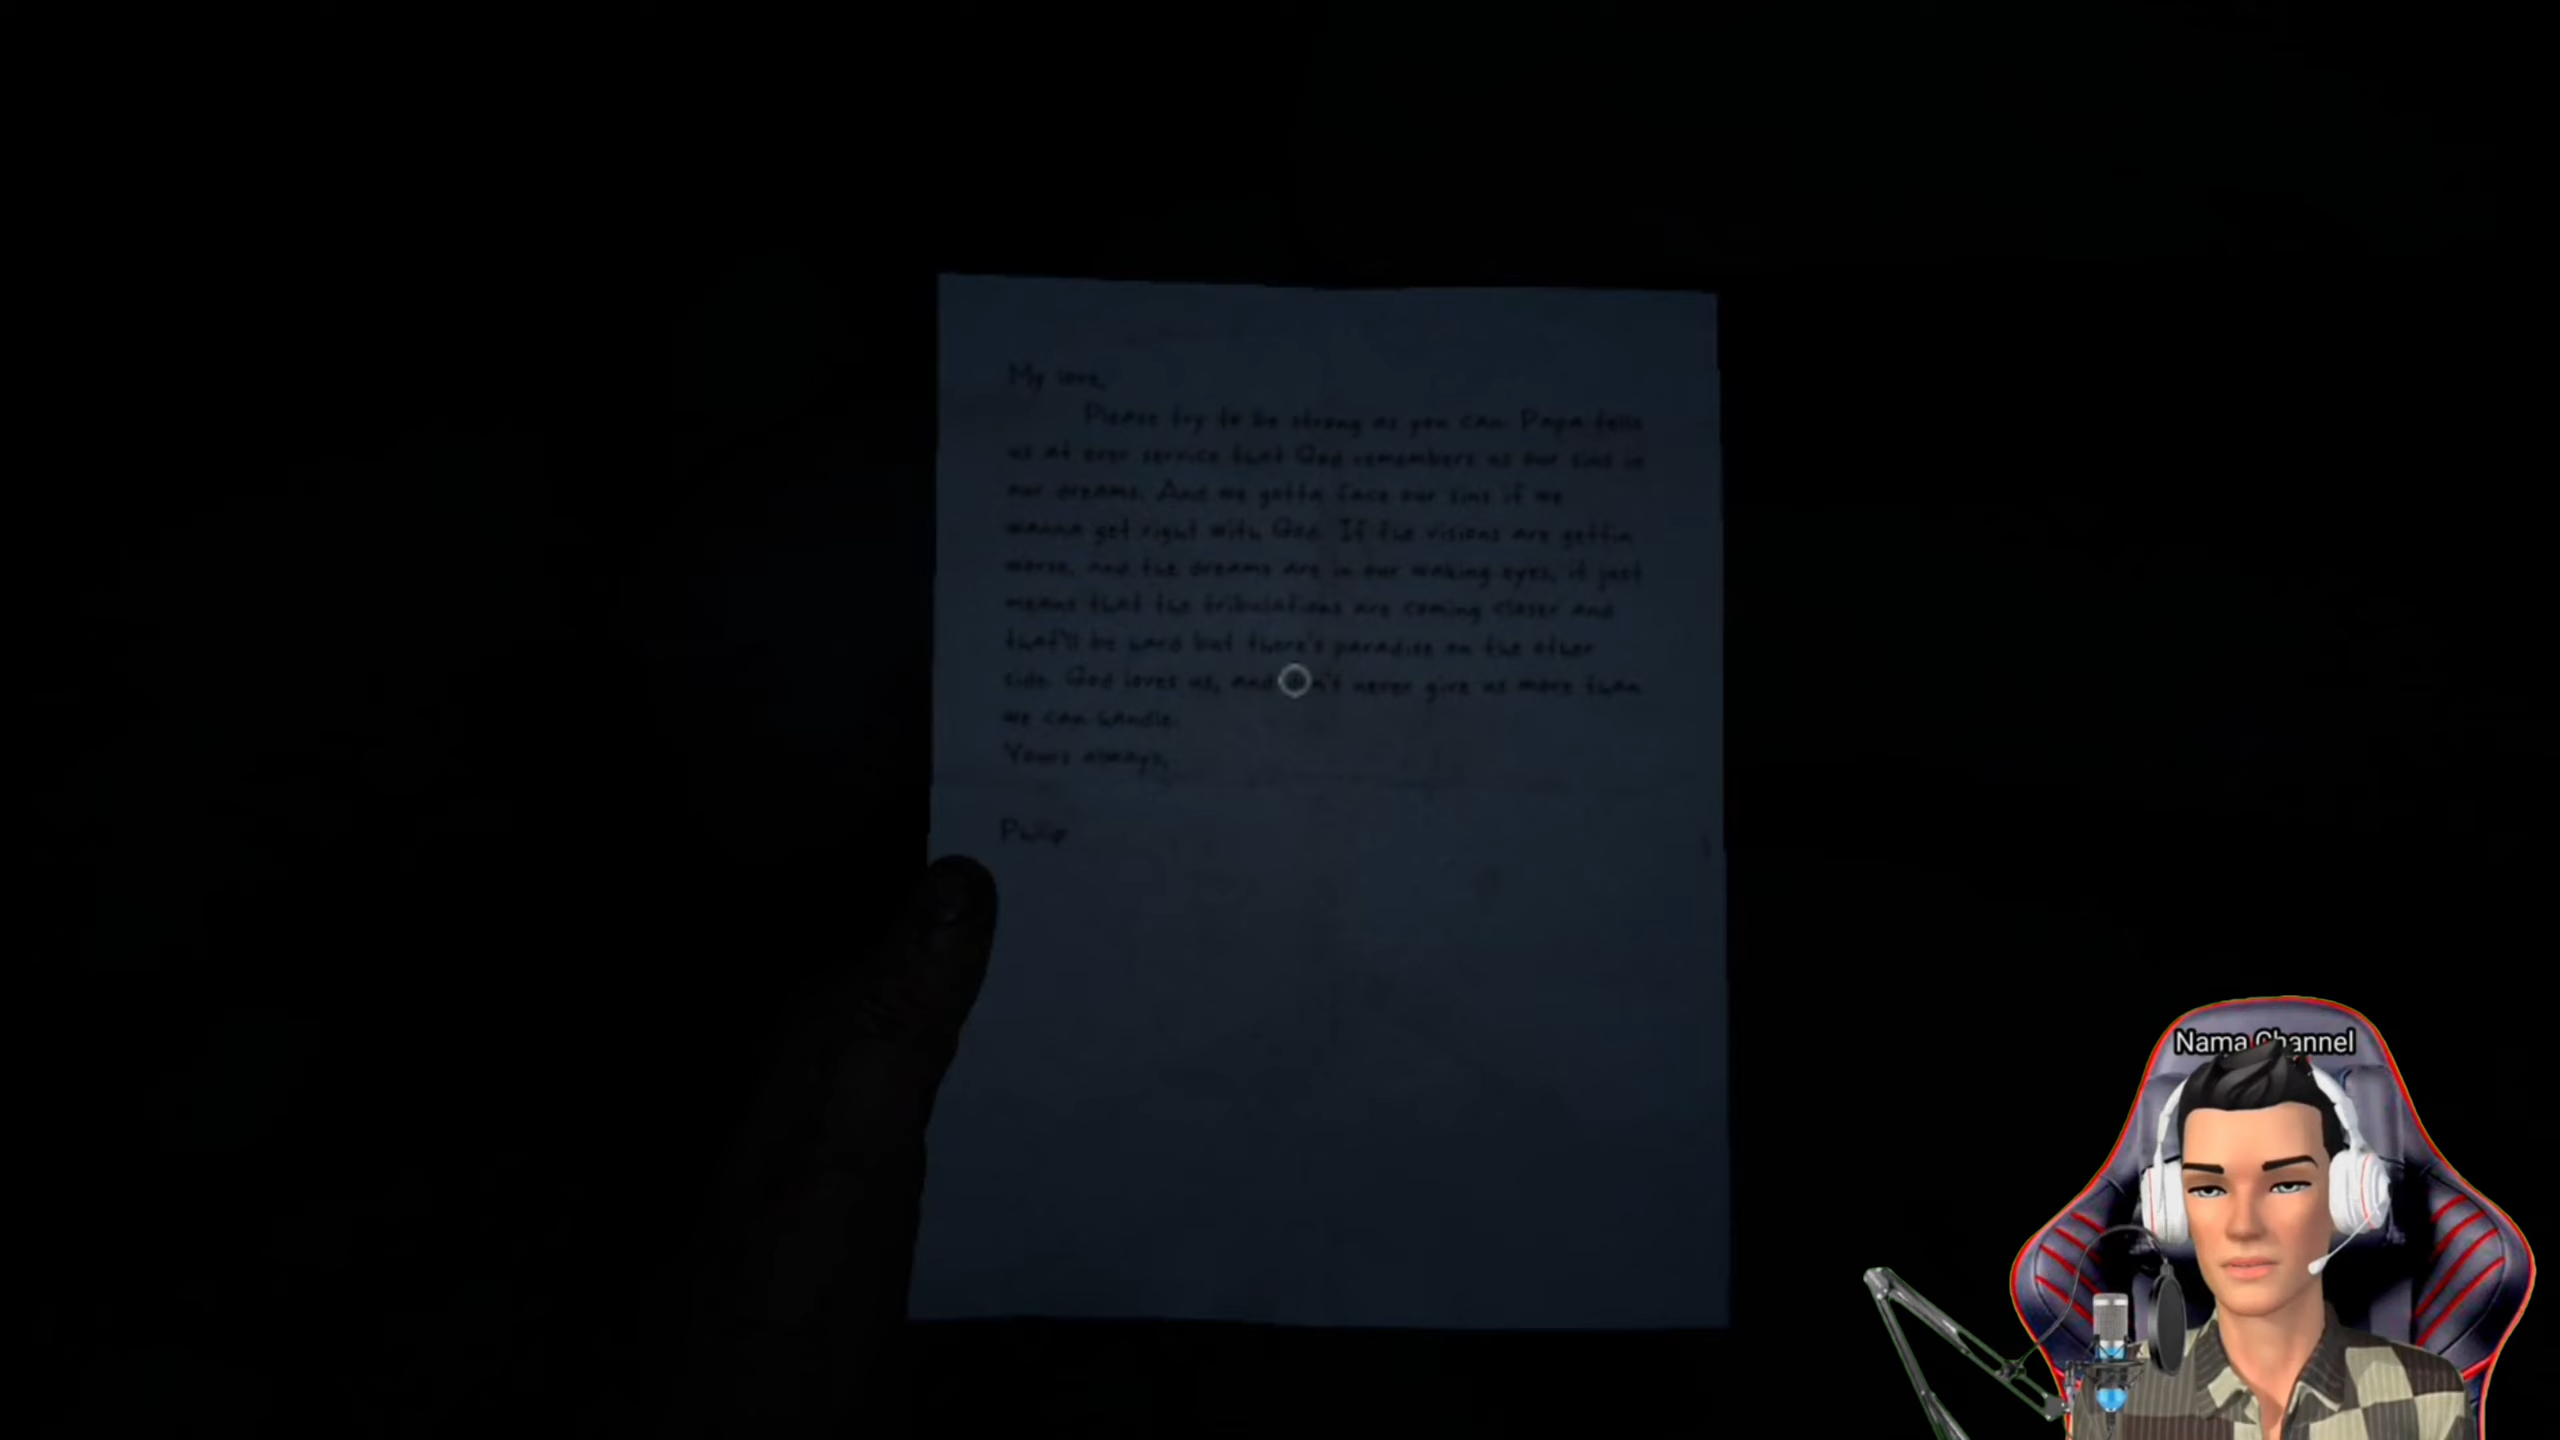 My love,
Please try to be strong as you can. Papa tells
us at ever service that God remembers us our sins in
our dreams. And we gotta face our sins if we
wanna get right with God. If the visions are gettin
worse, and the dreams are in our waking eyes, it just
means that the tribulations are coming closer and
that'll be hard but there's paradise on the other
side. God loves us, and don't never give us more than
we can handle.
Yours always,
Philip
Nama Channel